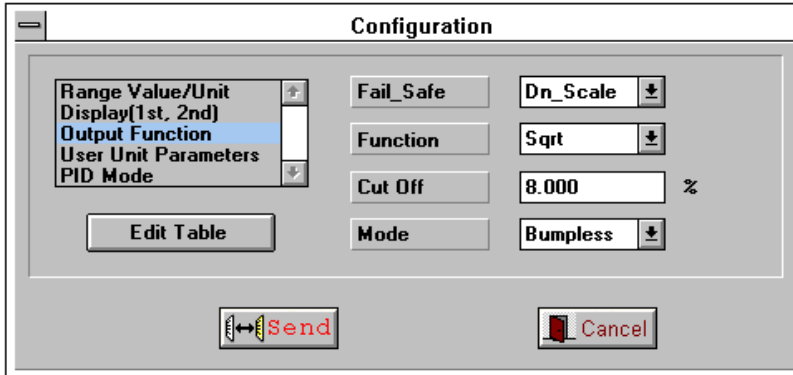 Configuration
Range Value/Unit
Display(1st, 2nd)
Output Function
User Unit Parameters
PID Mode
Edit Table
Fail_Safe Dn_Scale
Function Sqrt
Cut Off 8.000 %
Mode Bumpless
Send Cancel